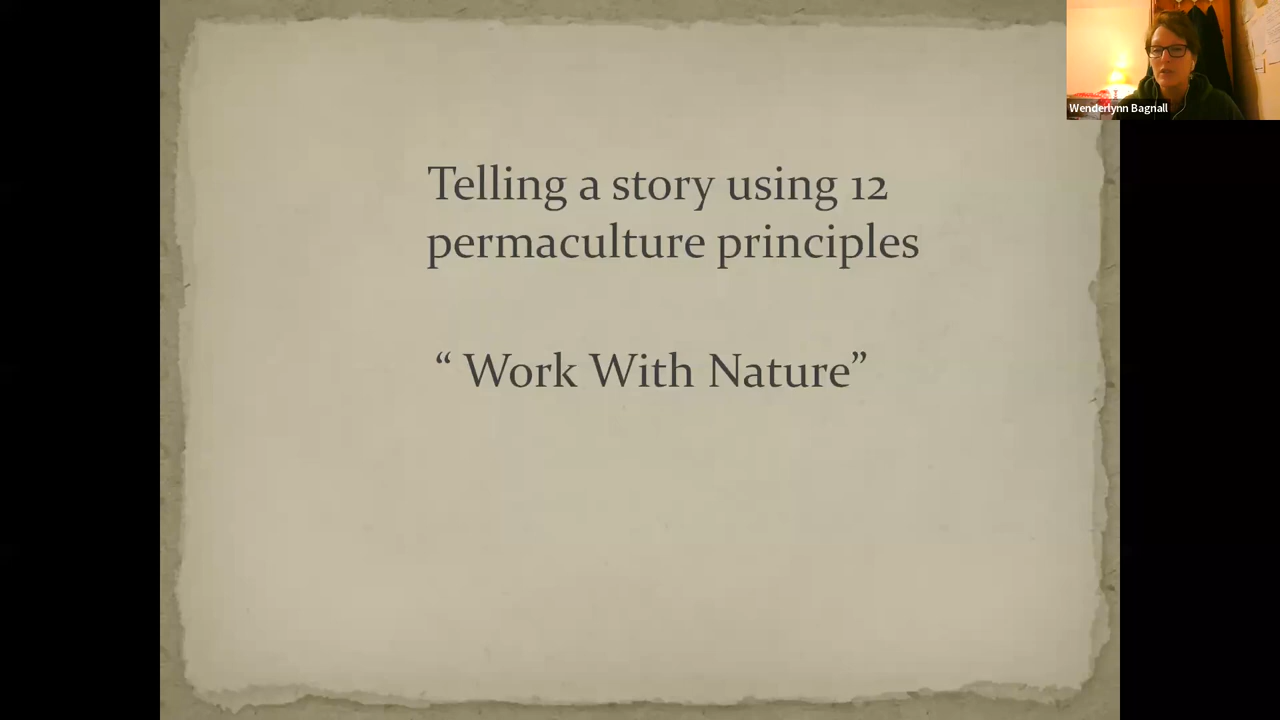 Telling a story using 12
permaculture principles
“ Work With Nature”
Wenderlynn Bagnall